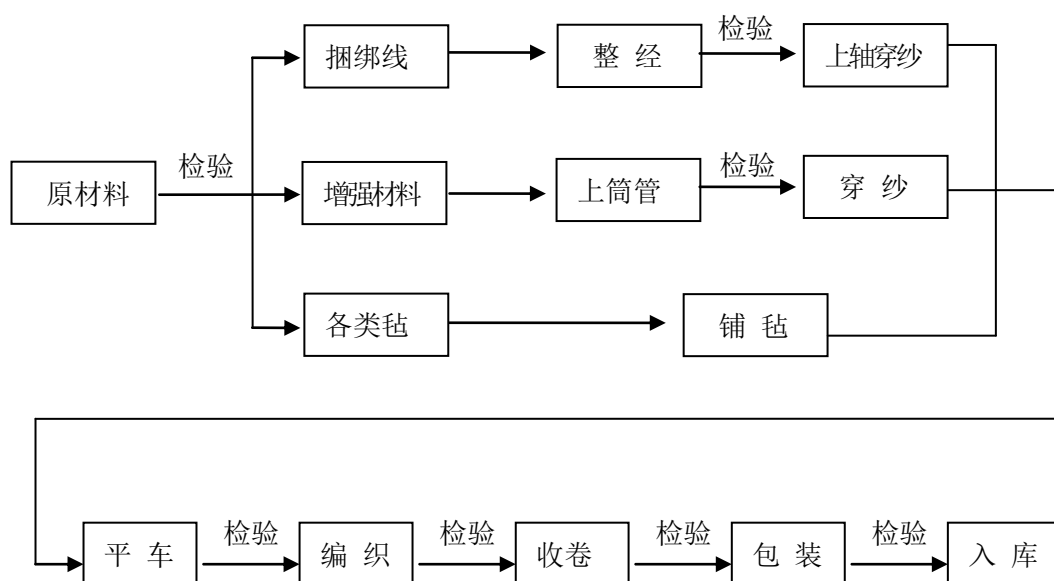 捆绑线
整 经
检验
上轴穿纱
原材料
检验
增强材料
上筒管
检验
穿 纱
各类毡
铺 毡
平 车
检验
编 织
检验
收卷
检验
包 装
检验
入 库